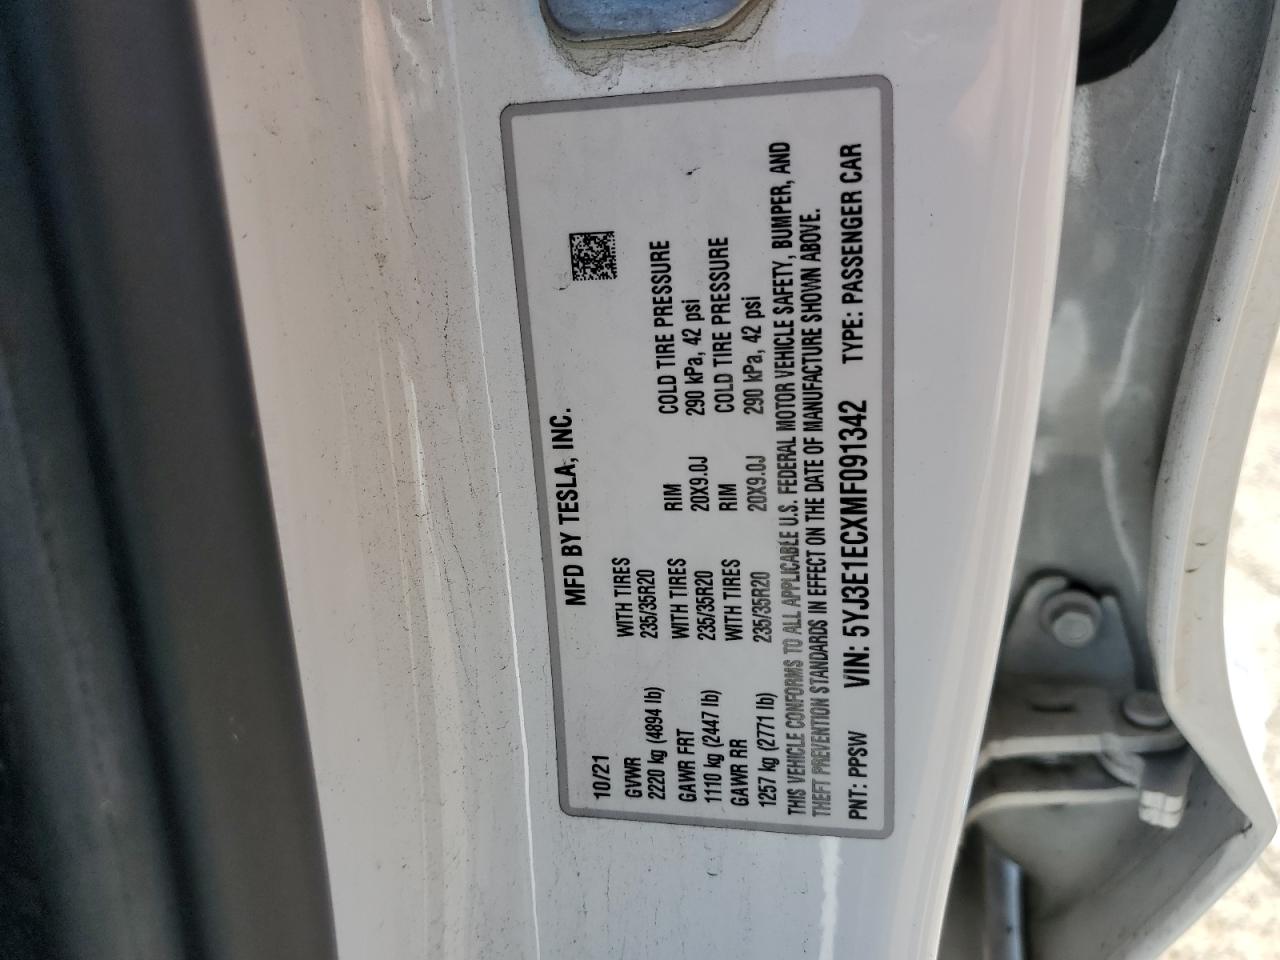 MFD BY TESLA, INC.
10/21
GVWR WITH TIRES
2220 kg (4894 lb) 235/35R20
GAWR FRT WITH TIRES RIM COLD TIRE PRESSURE
1110 kg (2447 lb) 235/35R20 20X9.0J 290 kPa, 42 psi
GAWR RR WITH TIRES RIM COLD TIRE PRESSURE
1257 kg (2771 lb) 235/35R20 20X9.0J 290 kPa, 42 psi
THIS VEHICLE CONFORMS TO ALL APPLICABLE U.S. FEDERAL MOTOR VEHICLE SAFETY, BUMPER, AND
THEFT PREVENTION STANDARDS IN EFFECT ON THE DATE OF MANUFACTURE SHOWN ABOVE.
PNT: PPSW VIN: 5YJ3E1ECXMF091342 TYPE: PASSENGER CAR